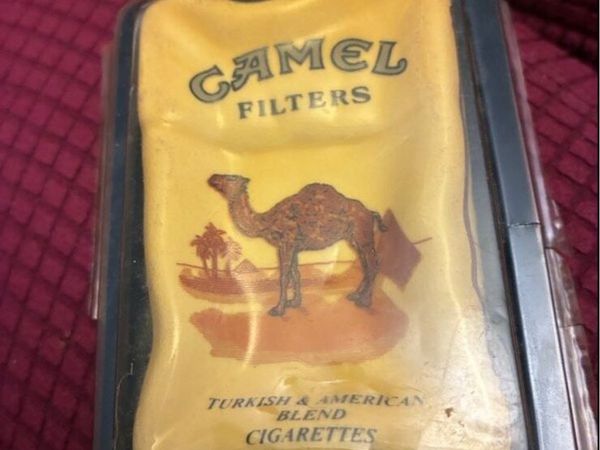 CAMEL
FILTERS
TURKISH & AMERICAN
BLEND
CIGARETTES